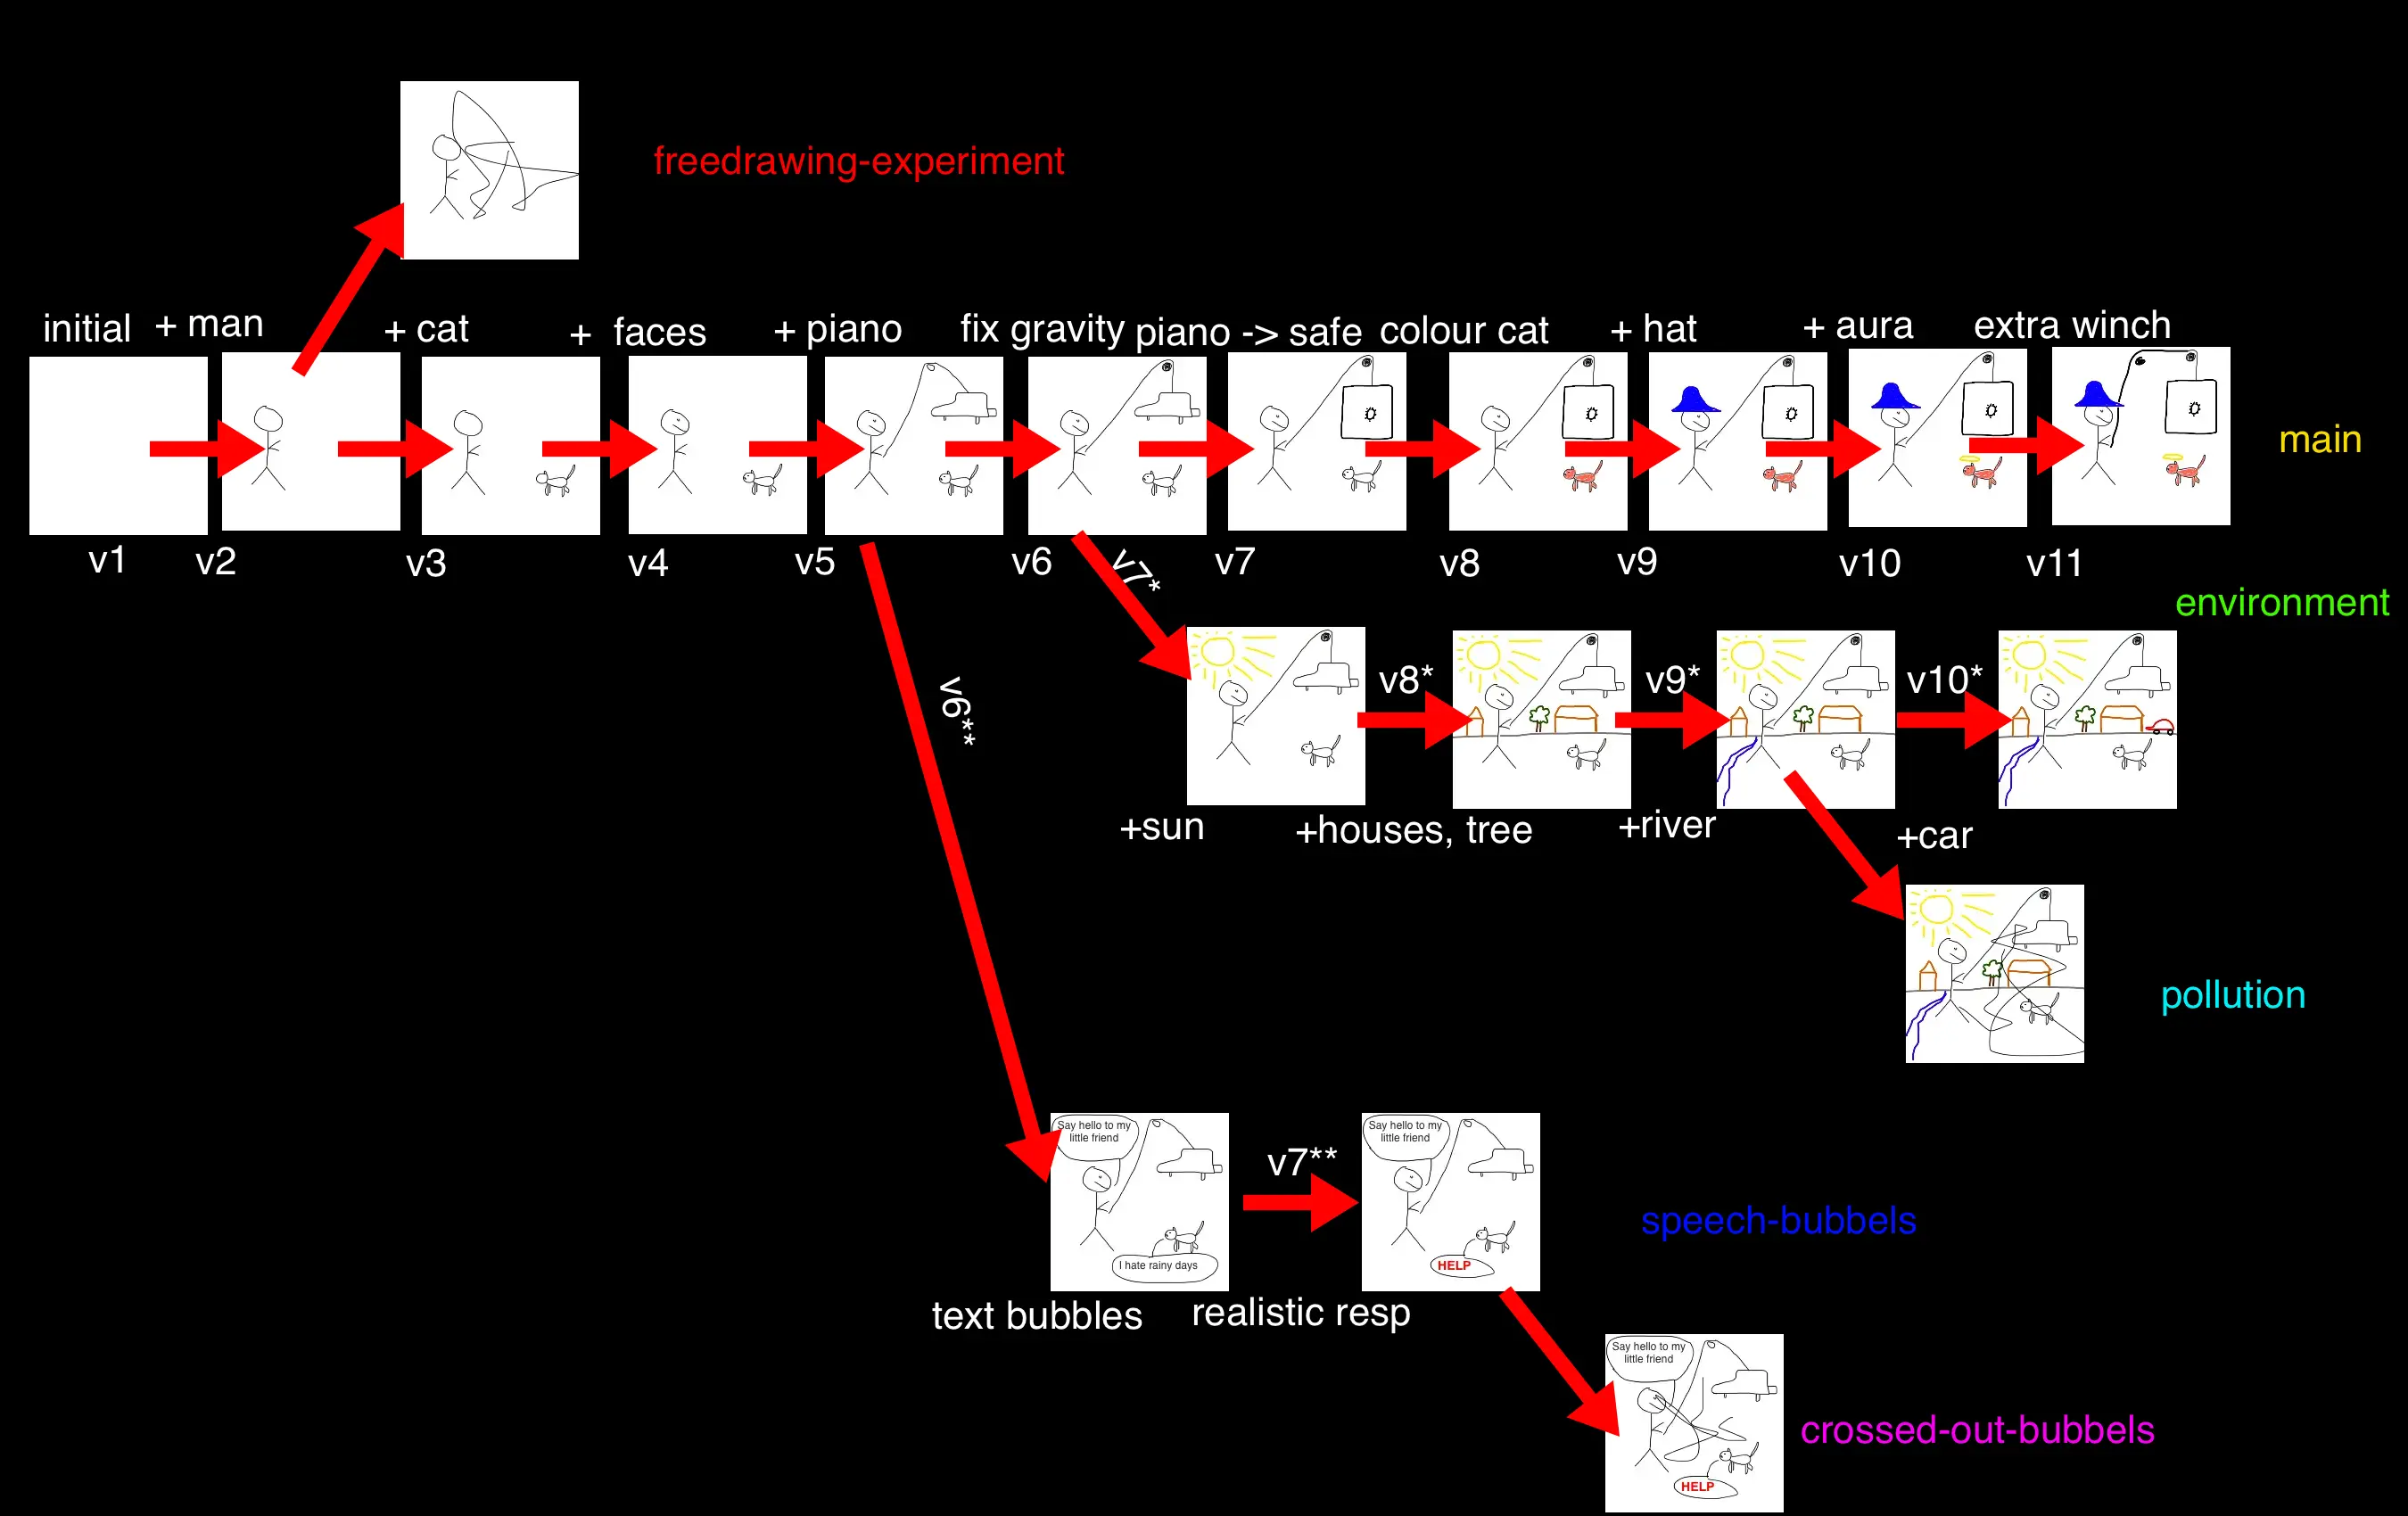 freedrawing-experiment
initial
+ man
+ cat
+ faces
+ piano
fix gravity
piano -> safe
colour cat
+ hat
+ aura
extra winch
main
v1
v2
v3
v4
v5
v6
v7
v8
v9
v10
v11
v7*
environment
v6**
v8*
v9*
v10*
+sun
+houses, tree
+river
+car
pollution
Say hello to my
little friend
I hate rainy days
v7**
Say hello to my
little friend
HELP
speech-bubbels
text bubbles
realistic resp
Say hello to my
little friend
HELP
crossed-out-bubbels